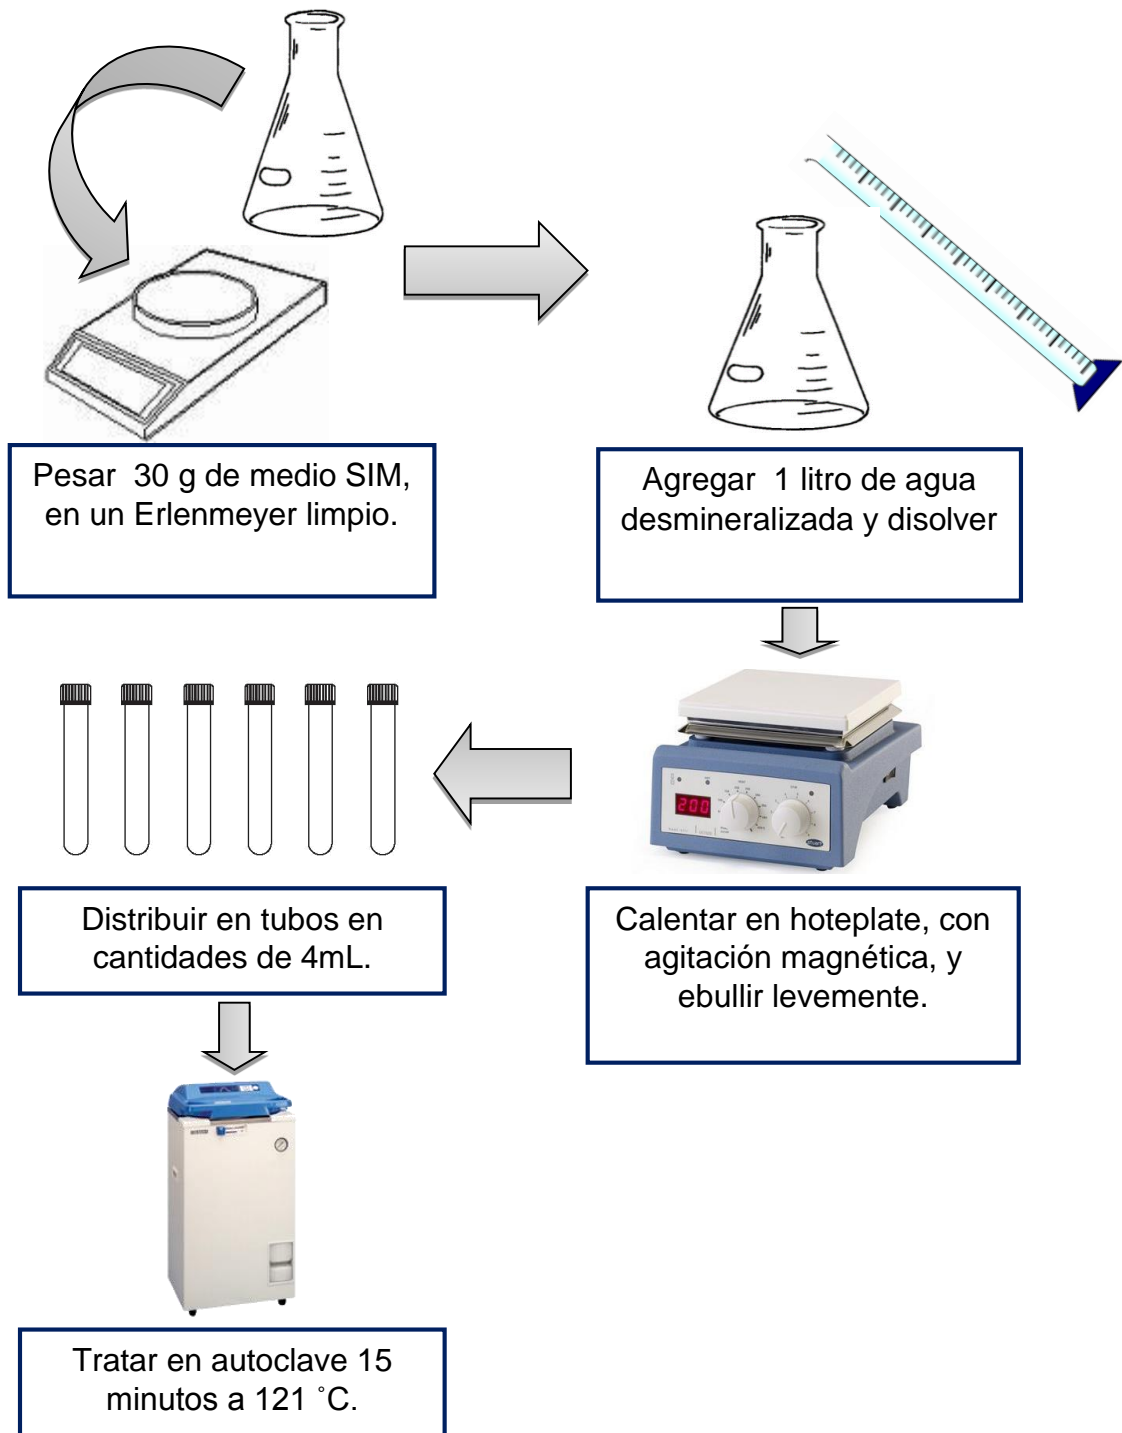 Pesar 30 g de medio SIM,
en un Erlenmeyer limpio.
Agregar 1 litro de agua
desmineralizada y disolver
200
Calentar en hoteplate, con
agitación magnética, y
ebullir levemente.
Distribuir en tubos en
cantidades de 4mL.
Tratar en autoclave 15
minutos a 121 ˚C.